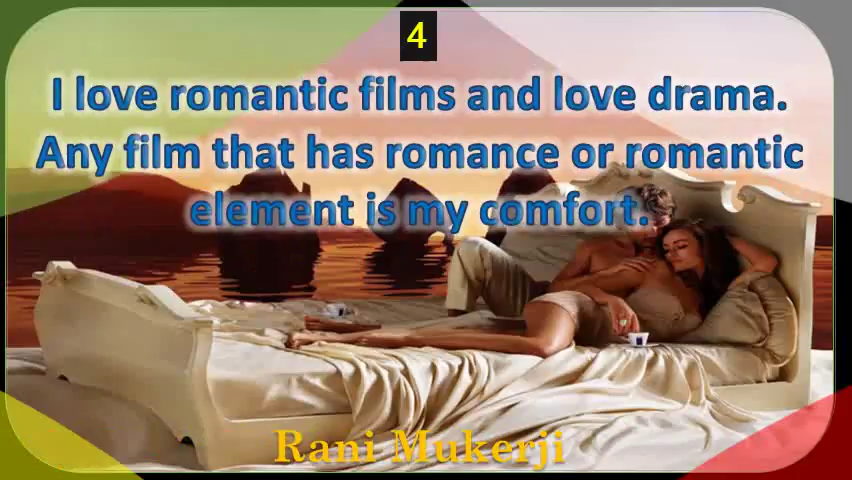 4
I love romantic films and love drama.
Any film that has romance or romantic
element is my comfort.
Rani Mukerji